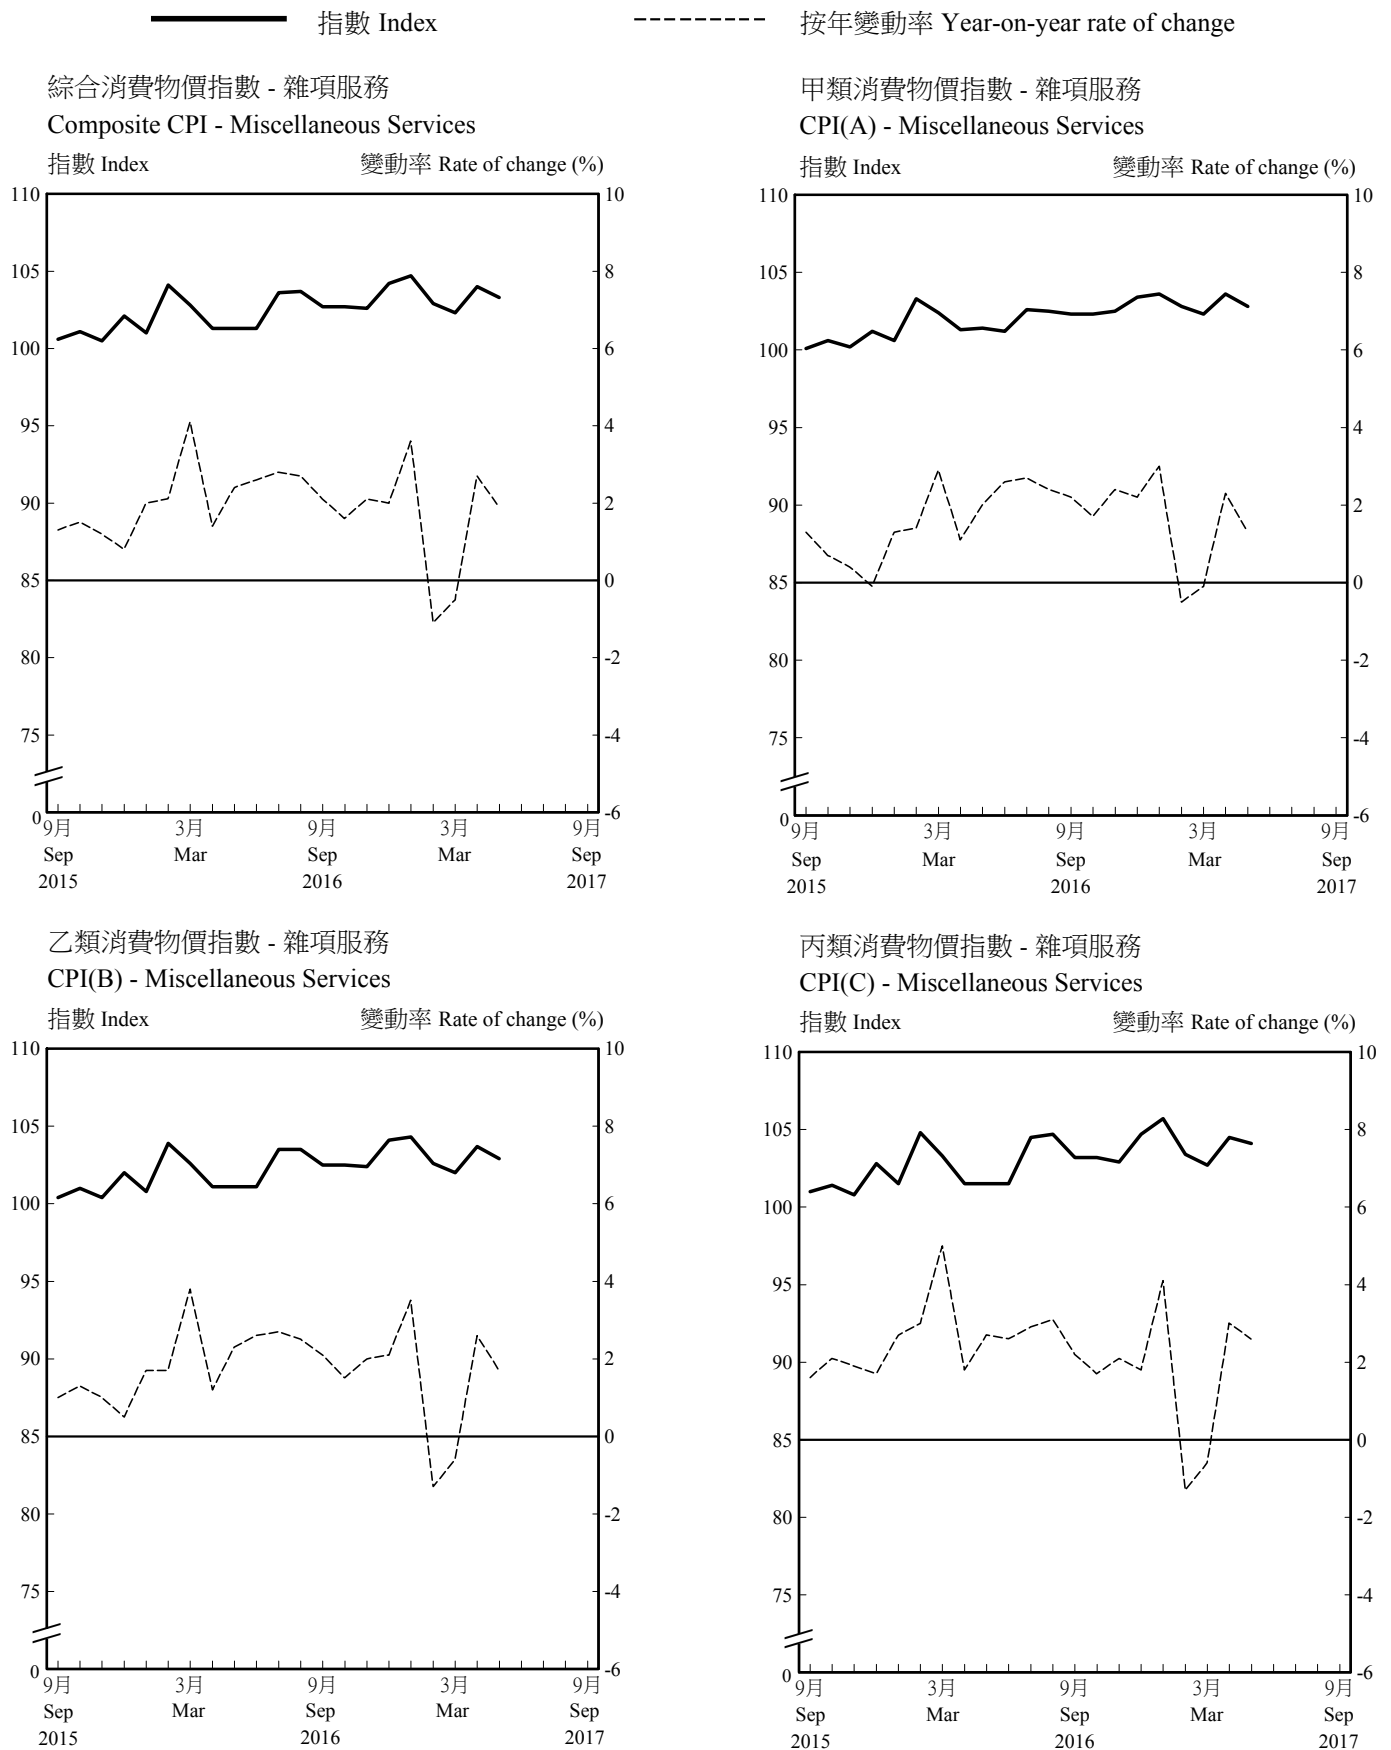 指數 Index
按年變動率 Year-on-year rate of change
綜合消費物價指數 - 雜項服務
Composite CPI - Miscellaneous Services
指數 Index 變動率 Rate of change (%)
110 10
105 8
100 6
95 4
90 2
85 0
80 -2
75 -4
0 -6
9月 3月 9月 3月 9月
Sep Mar Sep Mar Sep
2015 2016 2017
甲類消費物價指數 - 雜項服務
CPI(A) - Miscellaneous Services
指數 Index 變動率 Rate of change (%)
110 10
105 8
100 6
95 4
90 2
85 0
80 -2
75 -4
0 -6
9月 3月 9月 3月 9月
Sep Mar Sep Mar Sep
2015 2016 2017
乙類消費物價指數 - 雜項服務
CPI(B) - Miscellaneous Services
指數 Index 變動率 Rate of change (%)
110 10
105 8
100 6
95 4
90 2
85 0
80 -2
75 -4
0 -6
9月 3月 9月 3月 9月
Sep Mar Sep Mar Sep
2015 2016 2017
丙類消費物價指數 - 雜項服務
CPI(C) - Miscellaneous Services
指數 Index 變動率 Rate of change (%)
110 10
105 8
100 6
95 4
90 2
85 0
80 -2
75 -4
0 -6
9月 3月 9月 3月 9月
Sep Mar Sep Mar Sep
2015 2016 2017